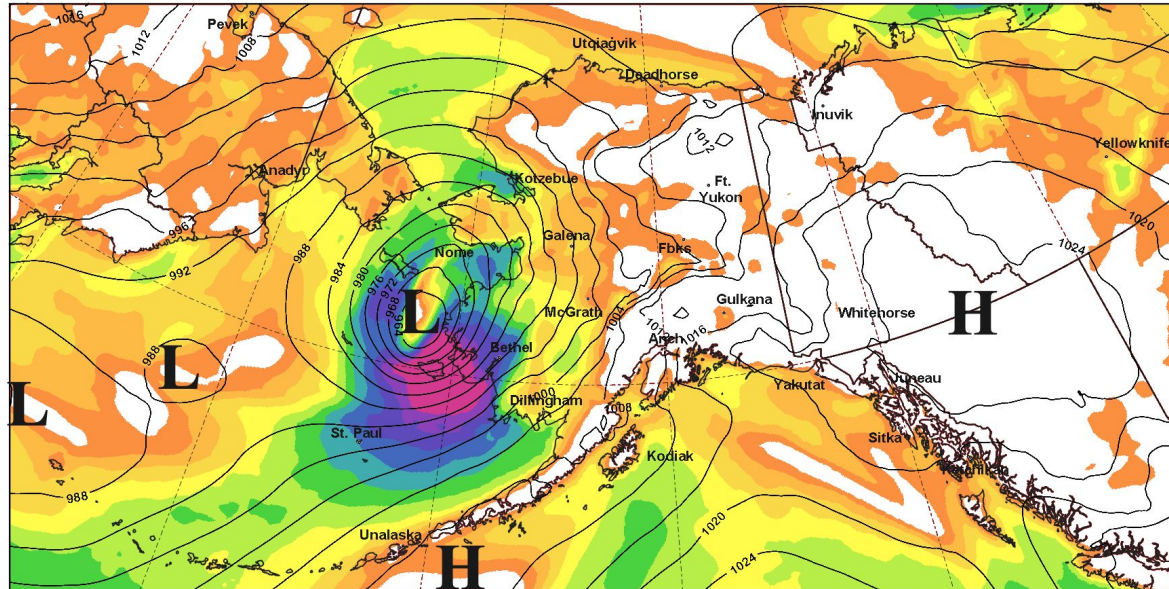 1016
Pevek
1012
1008
Utqiaġvik
Deadhorse
Inuvik
1012
Yellowknife
Anadyr
Kotzebue
Ft.
Yukon
996
1020
Nome
Galena
Fbks
1024
988
992
984
980
976
972
968
964
L
McGrath
1004
Gulkana
Whitehorse
H
1012
1016
Anch
988
L
Bethel
Yakutat
Juneau
L
1000
Dillingham
1008
St. Paul
Sitka
Kodiak
Ketchikan
988
1020
Unalaska
H
1024